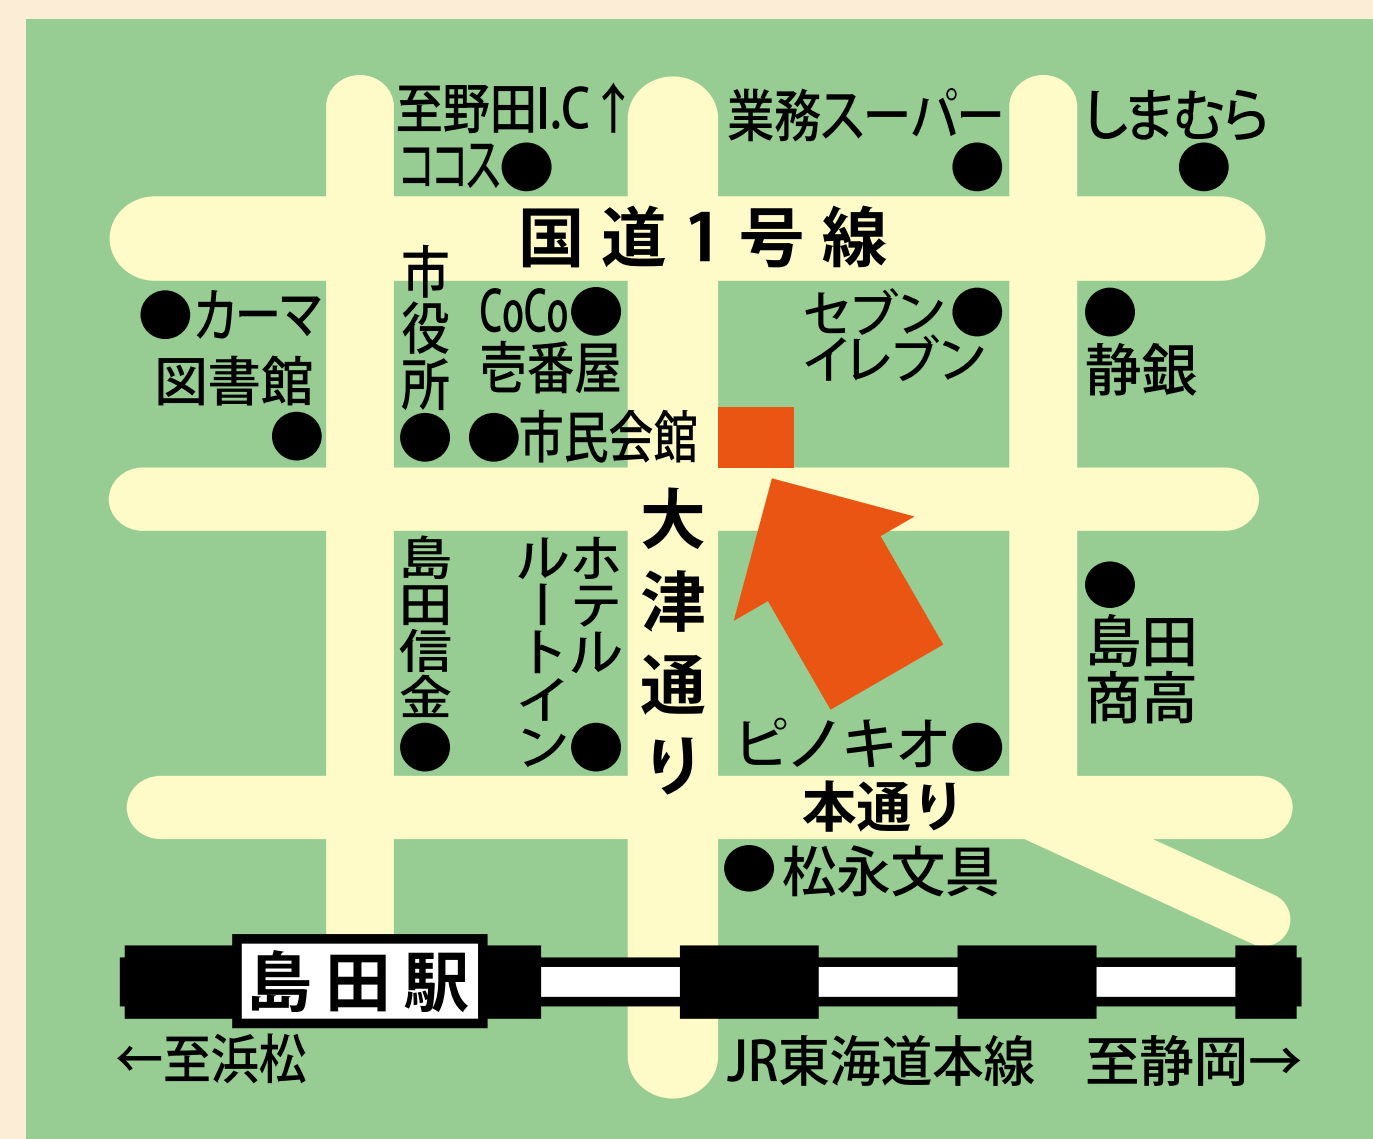 至野田I.C↑
ココス
業務スーパー
しまむら
国道1号線
カーマ
図書館
市役所
CoCo
壱番屋
市民会館
セブン
イレブン
静銀
大津通り
島田信金
ホテル
ルートイン
島田
商高
ピノキオ
本通り
松永文具
島田駅
←至浜松
JR東海道本線
至静岡→